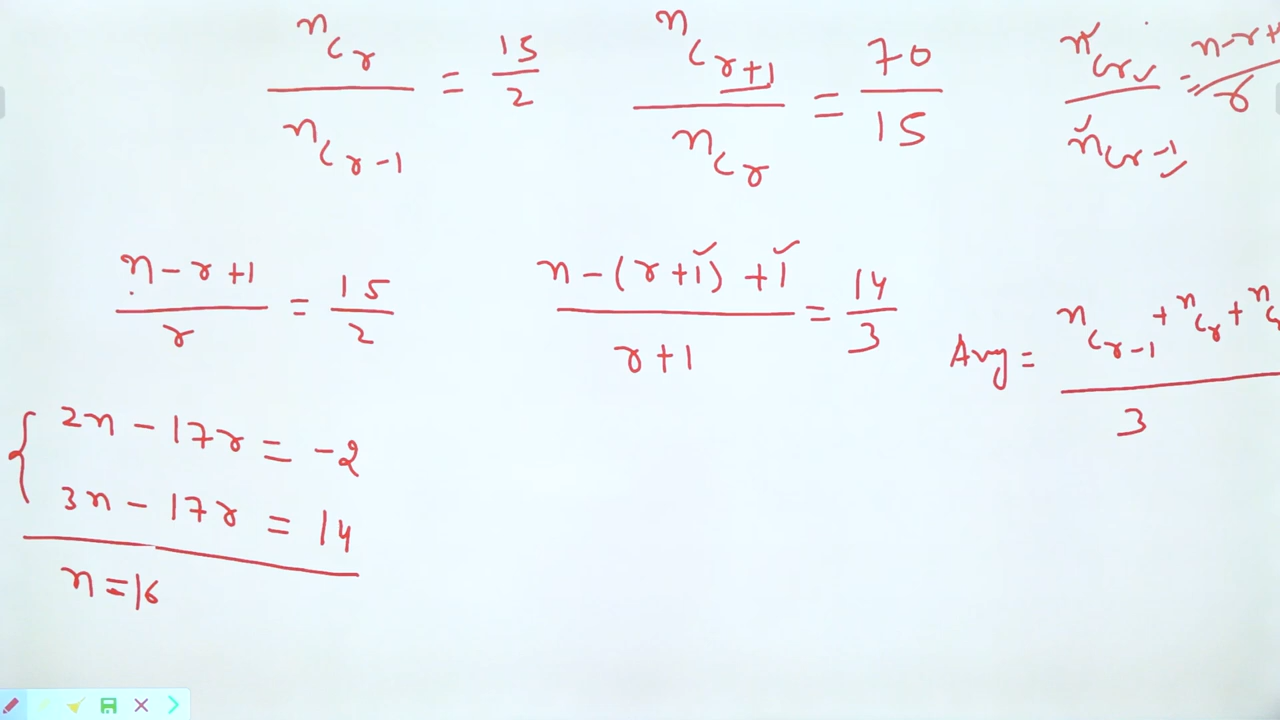 nCr / nCr-1 = 15/2
nCr+1 / nCr = 70/15
nCr / nCr-1 = n-r+ / r
n-r+1 / r = 15/2
n-(r+1)+1 / r+1 = 14/3
Avg = nCr-1 + nCr + nC / 3
2n - 17r = -2
3n - 17r = 14
n = 16